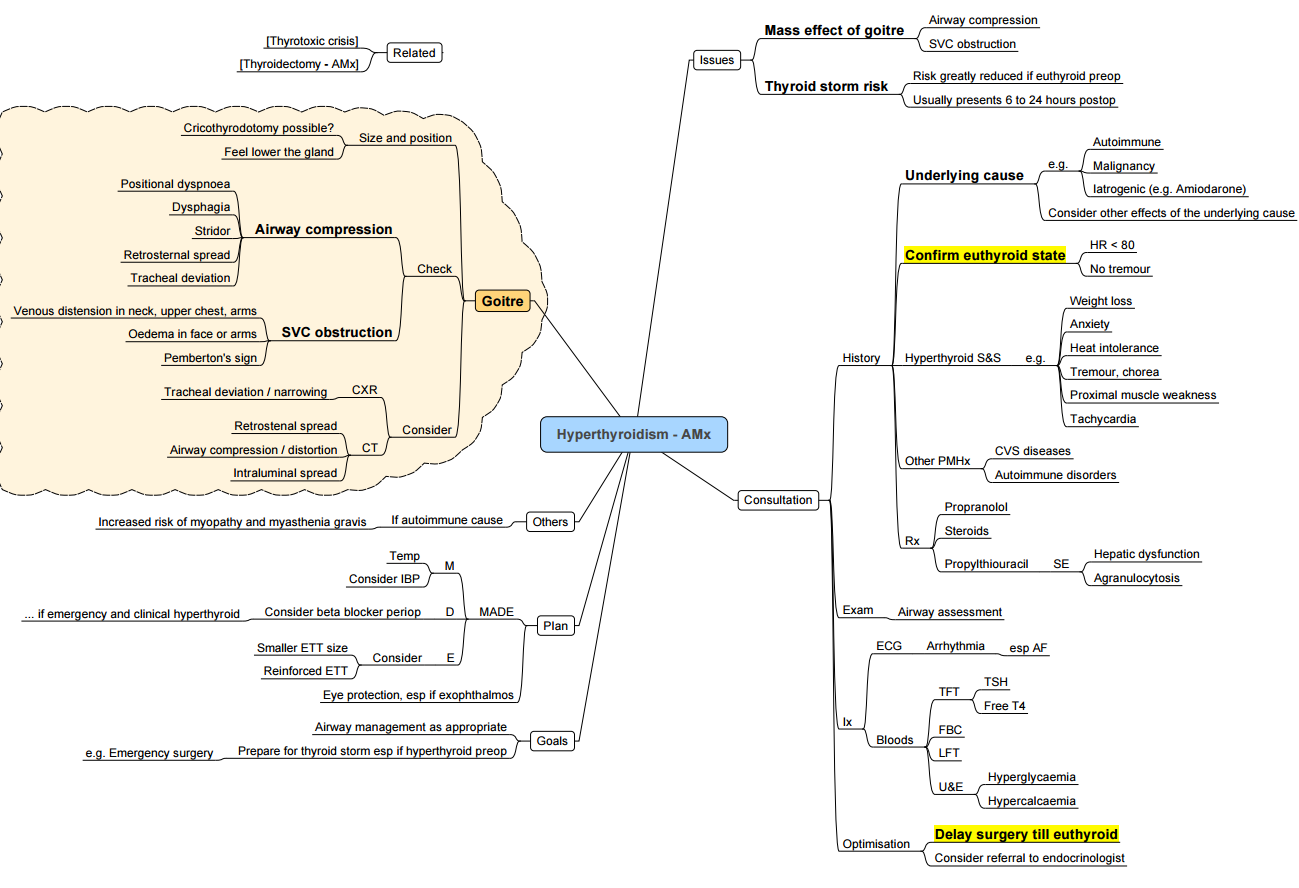 Hyperthyroidism - AMx
Issues
Mass effect of goitre
Airway compression
SVC obstruction
Thyroid storm risk
Risk greatly reduced if euthyroid preop
Usually presents 6 to 24 hours postop
Consultation
History
Underlying cause
e.g.
Autoimmune
Malignancy
Iatrogenic (e.g. Amiodarone)
Consider other effects of the underlying cause
Confirm euthyroid state
HR < 80
No tremour
Hyperthyroid S&S
e.g.
Weight loss
Anxiety
Heat intolerance
Tremour, chorea
Proximal muscle weakness
Tachycardia
Other PMHx
CVS diseases
Autoimmune disorders
Rx
Propranolol
Steroids
Propylthiouracil
SE
Hepatic dysfunction
Agranulocytosis
Exam
Airway assessment
Ix
ECG
Arrhythmia
esp AF
Bloods
TFT
TSH
Free T4
FBC
LFT
U&E
Hyperglycaemia
Hypercalcaemia
Optimisation
Delay surgery till euthyroid
Consider referral to endocrinologist
Related
[Thyrotoxic crisis]
[Thyroidectomy - AMx]
Goitre
Size and position
Cricothyrodotomy possible?
Feel lower the gland
Check
Airway compression
Positional dyspnoea
Dysphagia
Stridor
Retrosternal spread
Tracheal deviation
SVC obstruction
Venous distension in neck, upper chest, arms
Oedema in face or arms
Pemberton's sign
Consider
CXR
Tracheal deviation / narrowing
CT
Retrostenal spread
Airway compression / distortion
Intraluminal spread
Others
If autoimmune cause
Increased risk of myopathy and myasthenia gravis
Plan
MADE
M
Temp
Consider IBP
D
Consider beta blocker periop
... if emergency and clinical hyperthyroid
E
Consider
Smaller ETT size
Reinforced ETT
Eye protection, esp if exophthalmos
Goals
Airway management as appropriate
Prepare for thyroid storm esp if hyperthyroid preop
e.g. Emergency surgery